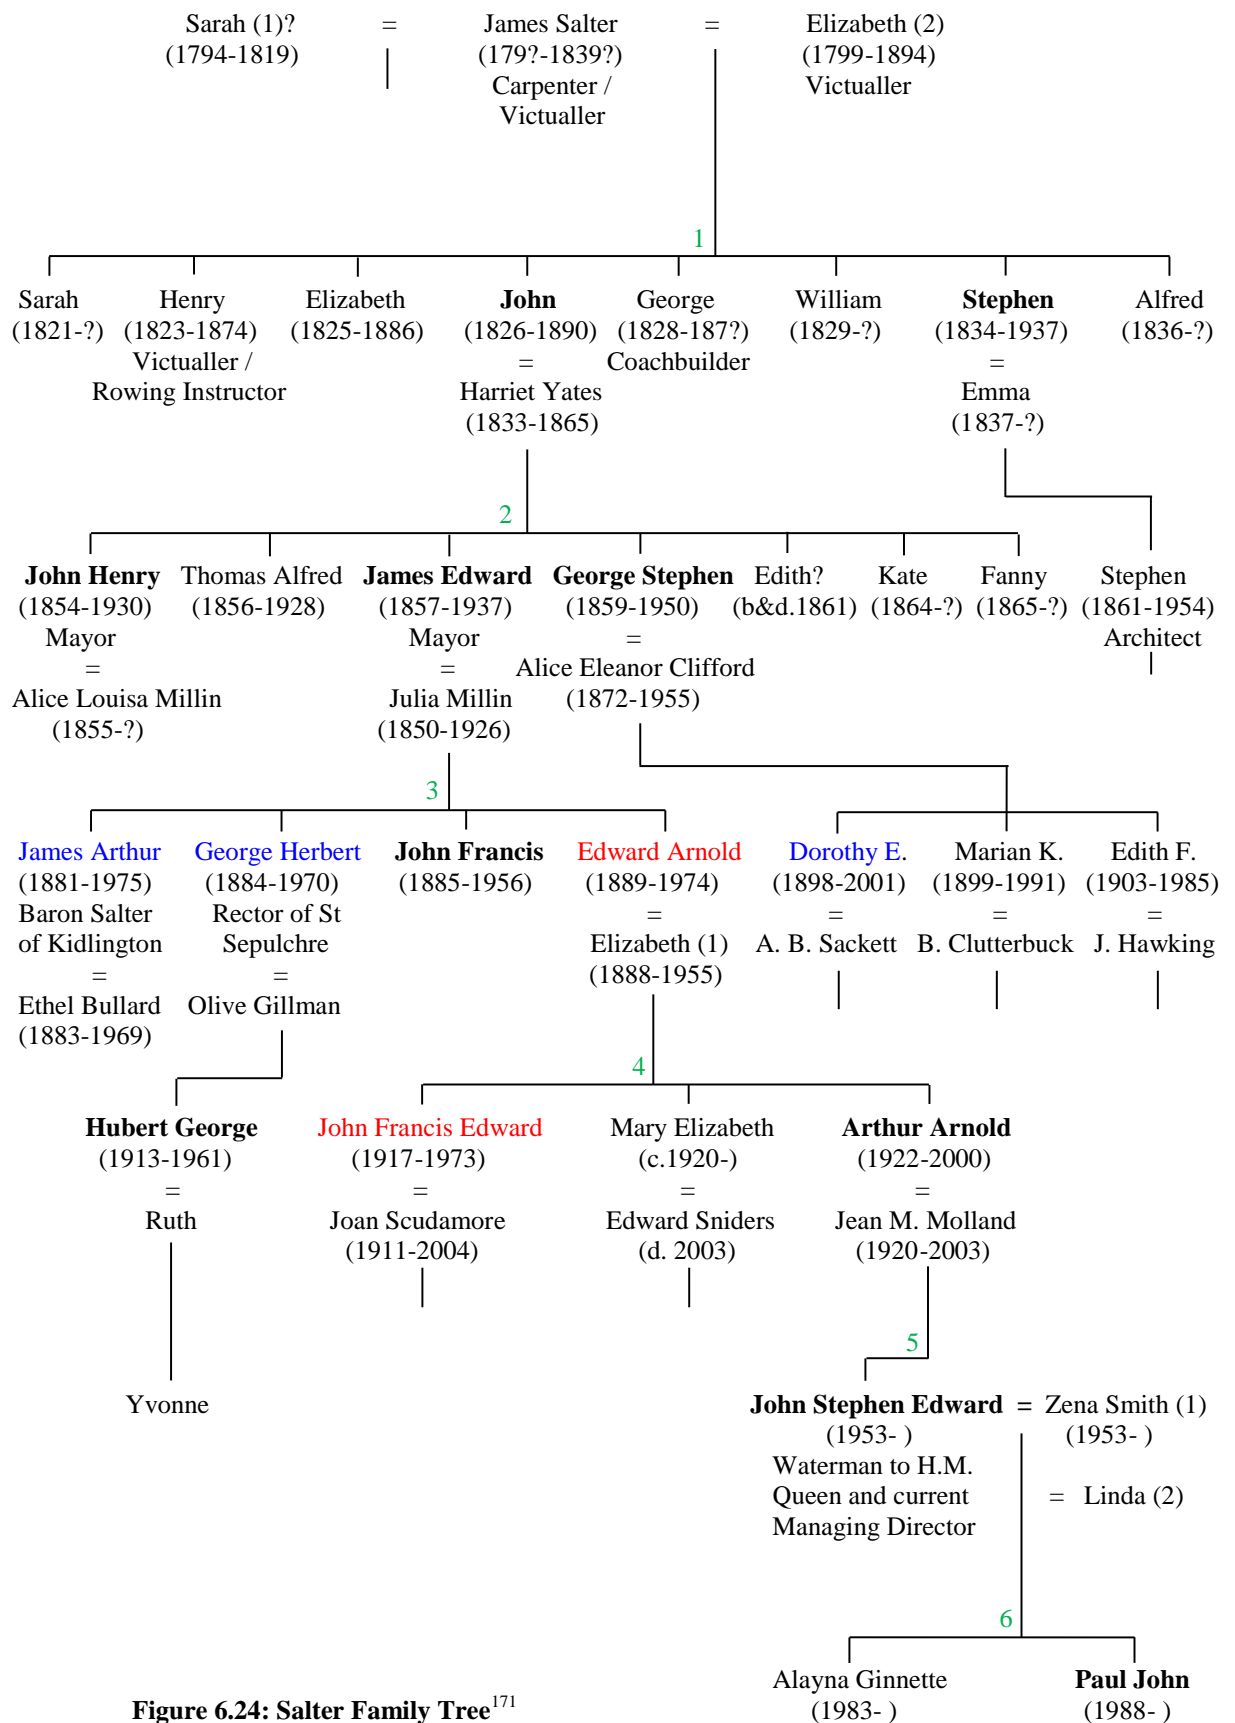 Sarah (1)? = James Salter = Elizabeth (2)
(1794-1819) (179?-1839?) (1799-1894)
Carpenter / Victualler
Victualler
1
Sarah Henry Elizabeth John George William Stephen Alfred
(1821-?) (1823-1874) (1825-1886) (1826-1890) (1828-187?) (1829-?) (1834-1937) (1836-?)
Victualler / = Coachbuilder =
Rowing Instructor Harriet Yates Emma
(1833-1865) (1837-?)
2
John Henry Thomas Alfred James Edward George Stephen Edith? Kate Fanny Stephen
(1854-1930) (1856-1928) (1857-1937) (1859-1950) (b&d.1861) (1864-?) (1865-?) (1861-1954)
Mayor Mayor = Architect
= = Alice Eleanor Clifford
Alice Louisa Millin Julia Millin (1872-1955)
(1855-?) (1850-1926)
3
James Arthur George Herbert John Francis Edward Arnold Dorothy E. Marian K. Edith F.
(1881-1975) (1884-1970) (1885-1956) (1889-1974) (1898-2001) (1899-1991) (1903-1985)
Baron Salter Rector of St = = = =
of Kidlington Sepulchre Elizabeth (1) A. B. Sackett B. Clutterbuck J. Hawking
= = (1888-1955)
Ethel Bullard Olive Gillman
(1883-1969)
4
Hubert George John Francis Edward Mary Elizabeth Arthur Arnold
(1913-1961) (1917-1973) (c.1920-) (1922-2000)
= = = =
Ruth Joan Scudamore Edward Sniders Jean M. Molland
(1911-2004) (d. 2003) (1920-2003)
5
Yvonne John Stephen Edward = Zena Smith (1)
(1953- ) (1953- )
Waterman to H.M.
Queen and current = Linda (2)
Managing Director
6
Alayna Ginnette Paul John
(1983- ) (1988- )
Figure 6.24: Salter Family Tree171